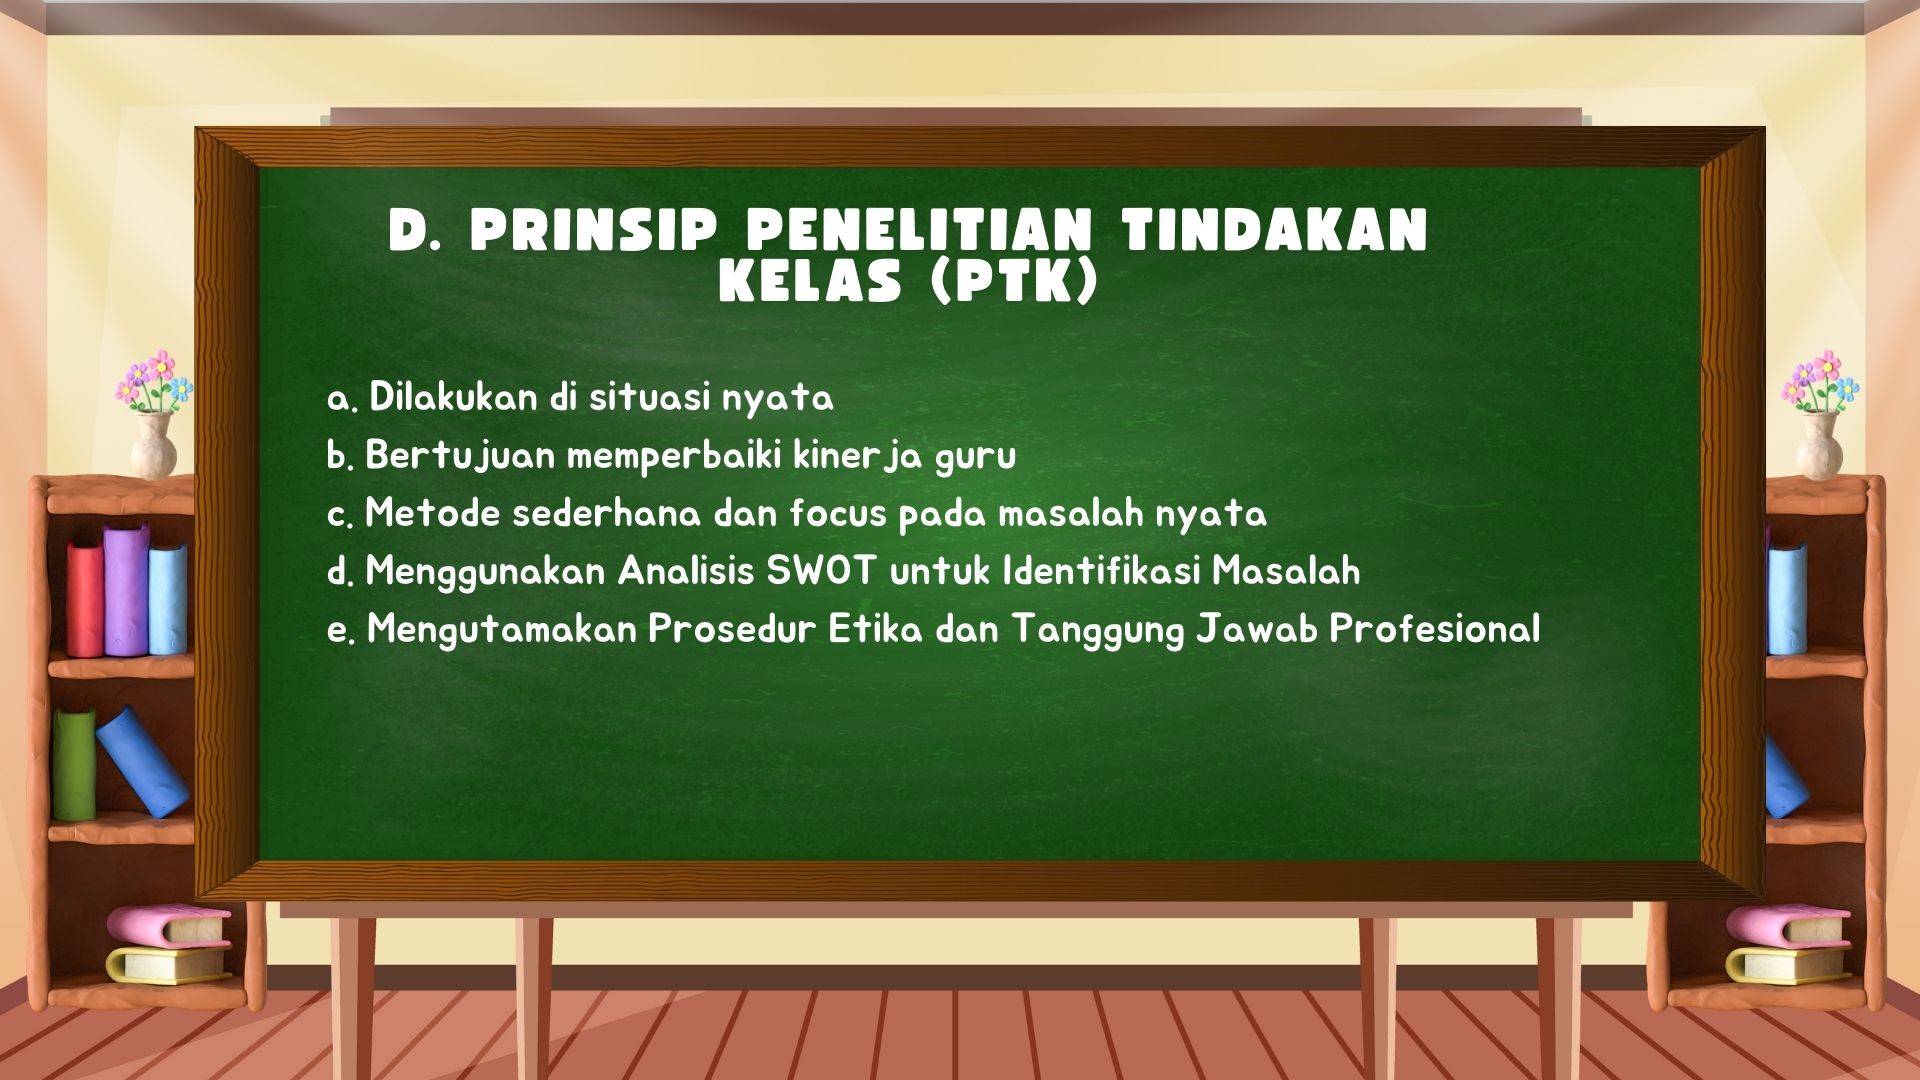 D. PRINSIP PENELITIAN TINDAKAN
KELAS (PTK)
a. Dilakukan di situasi nyata
b. Bertujuan memperbaiki kinerja guru
c. Metode sederhana dan focus pada masalah nyata
d. Menggunakan Analisis SWOT untuk Identifikasi Masalah
e. Mengutamakan Prosedur Etika dan Tanggung Jawab Profesional